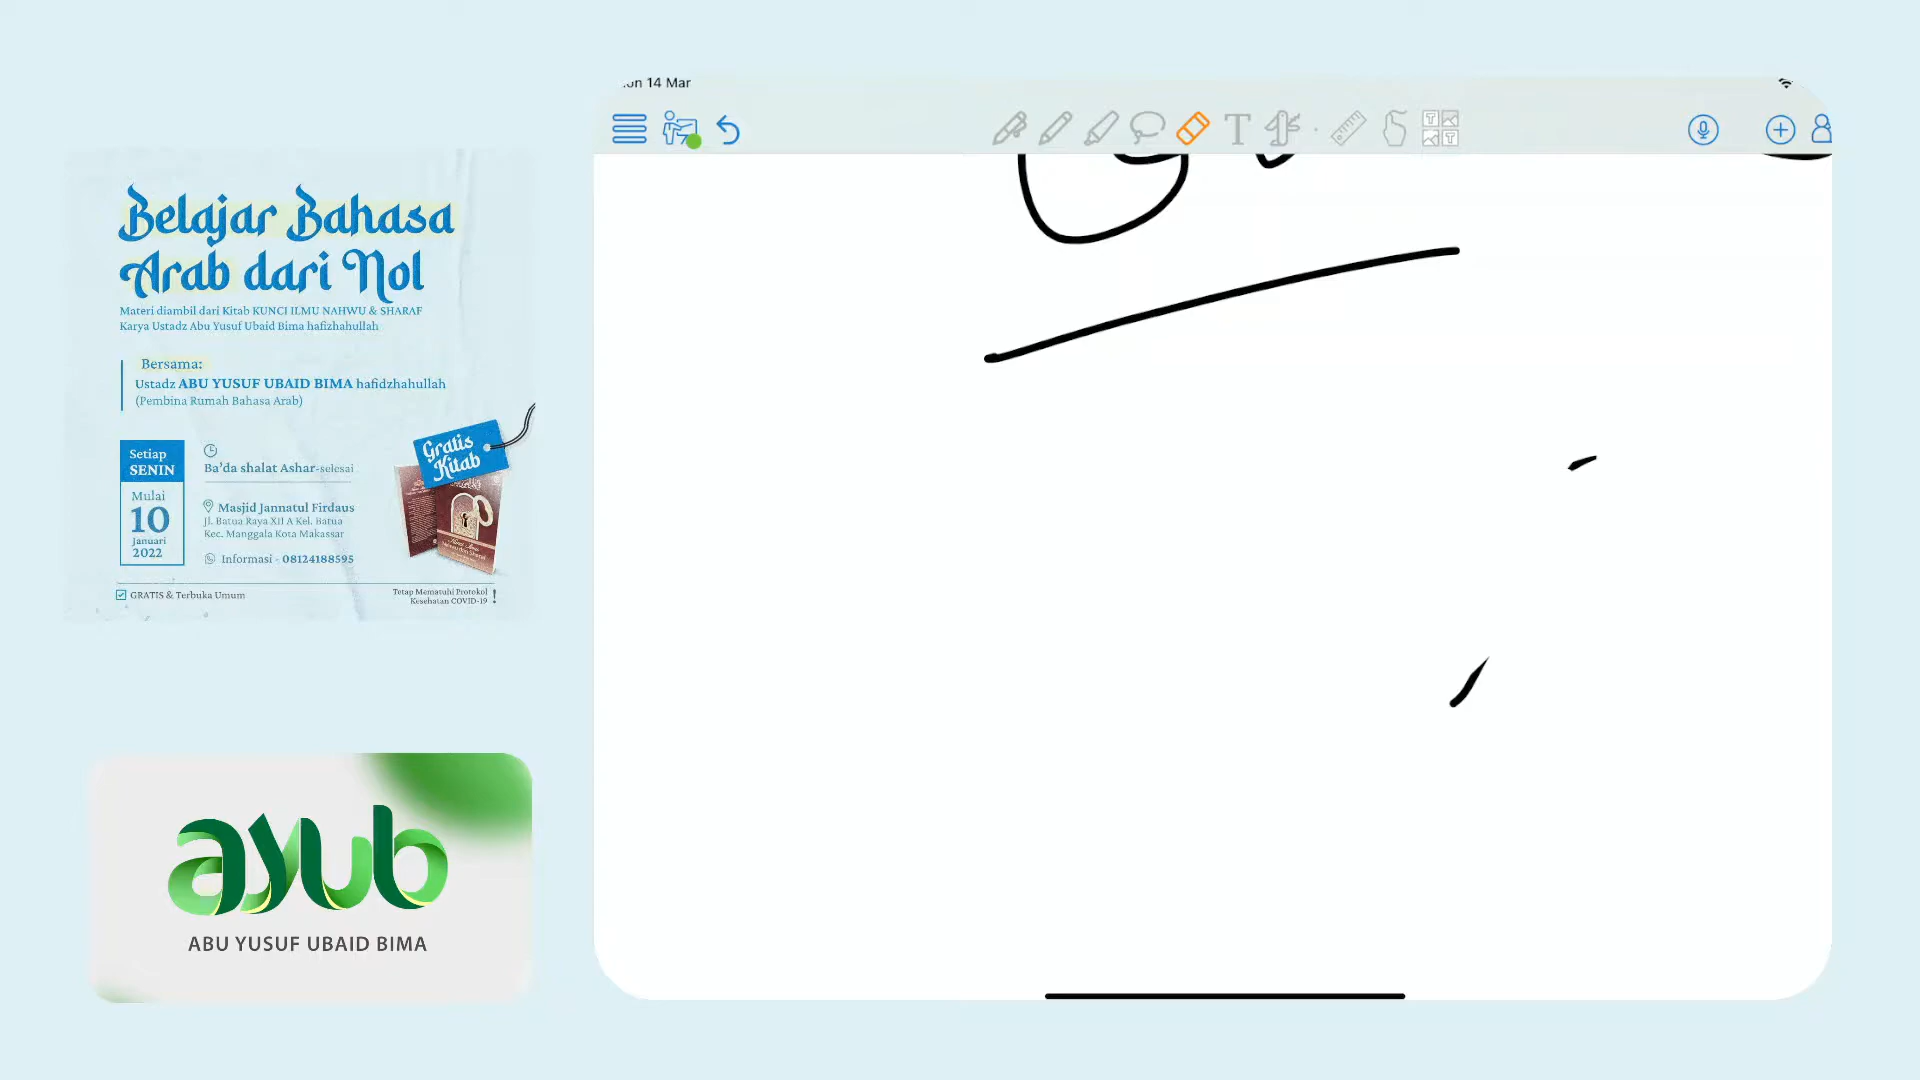 Belajar Bahasa
Arab dari Nol
Materi diambil dari Kitab KUNCI ILMU NAHWU & SHARAF
Karya Ustadz Abu Yusuf Ubaid Bima hafizhahullah
Bersama:
Ustadz ABU YUSUF UBAID BIMA hafidzhahullah
(Pembina Rumah Bahasa Arab)
Setiap
SENIN
Mulai
10
Januari
2022
Ba'da shalat Ashar-selesai
Masjid Jannatul Firdaus
Jl. Batua Raya XII A Kel. Batua
Kec. Manggala Kota Makassar
Informasi - 08124188595
Gratis
Kitab
GRATIS & Terbuka Umum
Tetap Mematuhi Protokol
Kesehatan COVID-19
ayub
ABU YUSUF UBAID BIMA
14 Mar
T